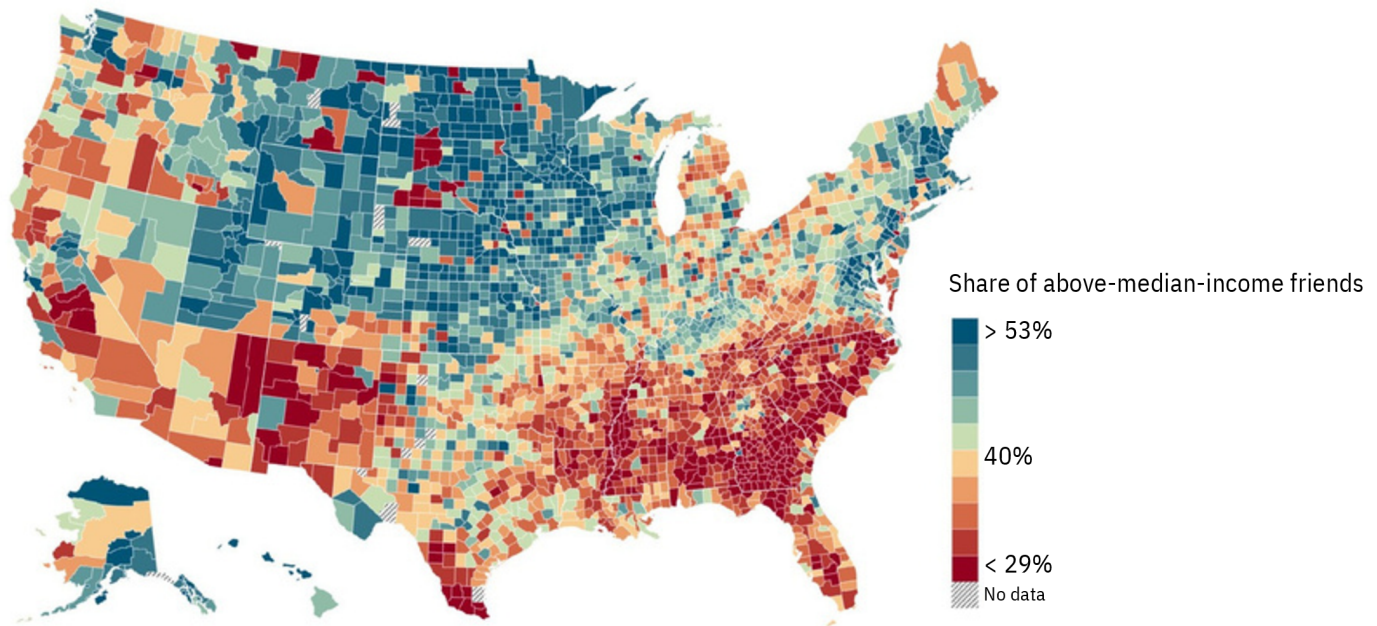 Share of above-median-income friends
> 53%
40%
< 29%
No data